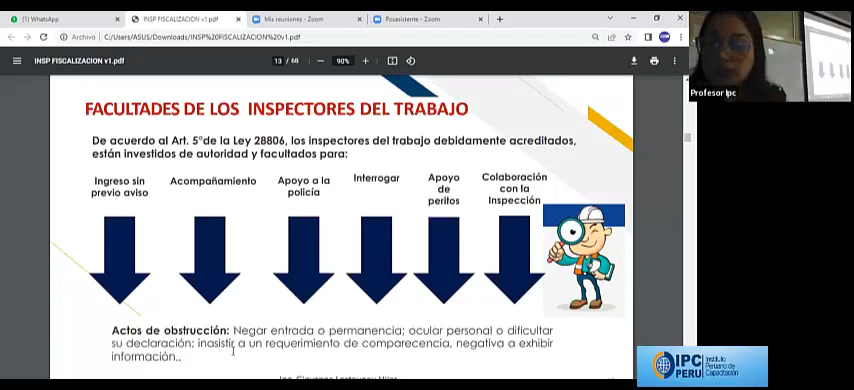 (1) WhatsApp
INSP FISCALIZACION v1.pdf
Mis reuniones - Zoom
Posasistente - Zoom
Archivo | C:/Users/ASUS/Downloads/INSP%20FISCALIZACION%20v1.pdf
INSP FISCALIZACION v1.pdf
13 / 68
90%
Profesor Ipc
FACULTADES DE LOS INSPECTORES DEL TRABAJO
De acuerdo al Art. 5°de la Ley 28806, los inspectores del trabajo debidamente acreditados,
están investidos de autoridad y facultados para:
Ingreso sin
previo aviso
Acompañamiento
Apoyo a la
policía
Interrogar
Apoyo
de
peritos
Colaboración
con la
Inspección
Actos de obstrucción: Negar entrada o permanencia; ocular personal o dificultar
su declaración; inasistir a un requerimiento de comparecencia, negativa a exhibir
información..
IPC
PERU
Instituto
Peruano de
Capacitación